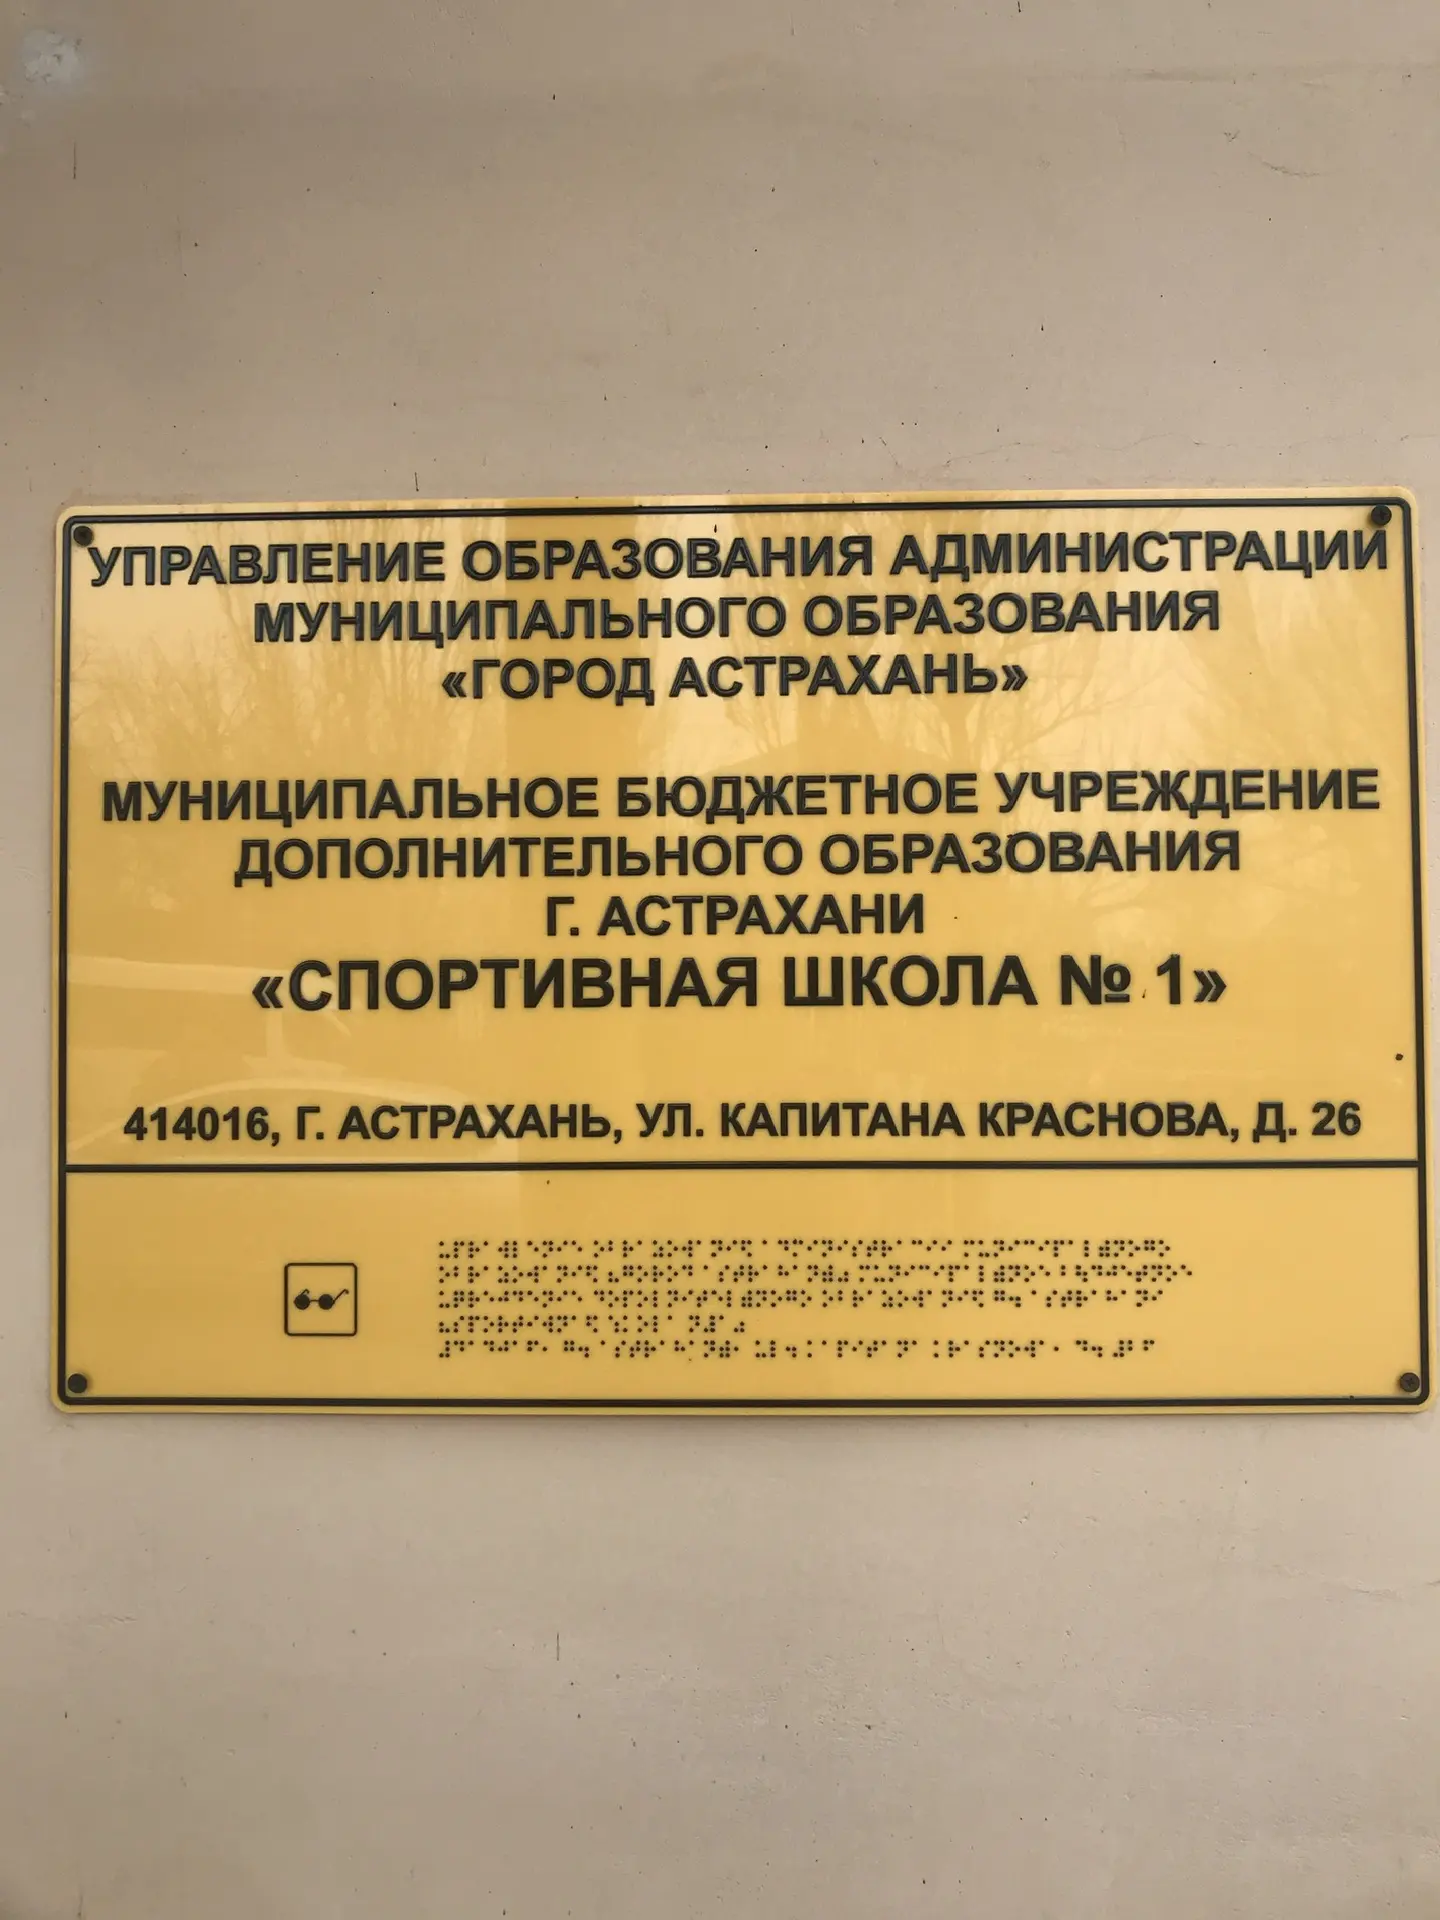 УПРАВЛЕНИЕ ОБРАЗОВАНИЯ АДМИНИСТРАЦИИ
МУНИЦИПАЛЬНОГО ОБРАЗОВАНИЯ
«ГОРОД АСТРАХАНЬ»
МУНИЦИПАЛЬНОЕ БЮДЖЕТНОЕ УЧРЕЖДЕНИЕ
ДОПОЛНИТЕЛЬНОГО ОБРАЗОВАНИЯ
Г. АСТРАХАНИ
«СПОРТИВНАЯ ШКОЛА № 1»
414016, Г. АСТРАХАНЬ, УЛ. КАПИТАНА КРАСНОВА, Д. 26